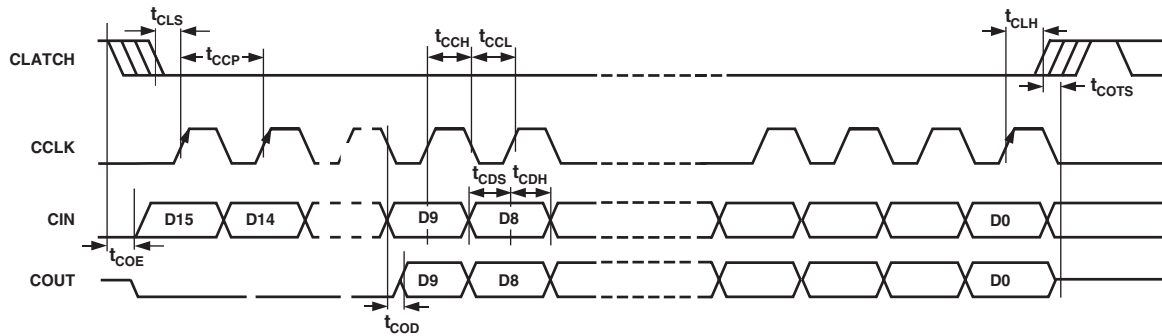 tCLS
tCLH
tCCH tCCL
tCCP
CLATCH
tCOTS
CCLK
tCDS tCDH
CIN D15 D14 D9 D8 D0
tCOE
COUT D9 D8 D0
tCOD